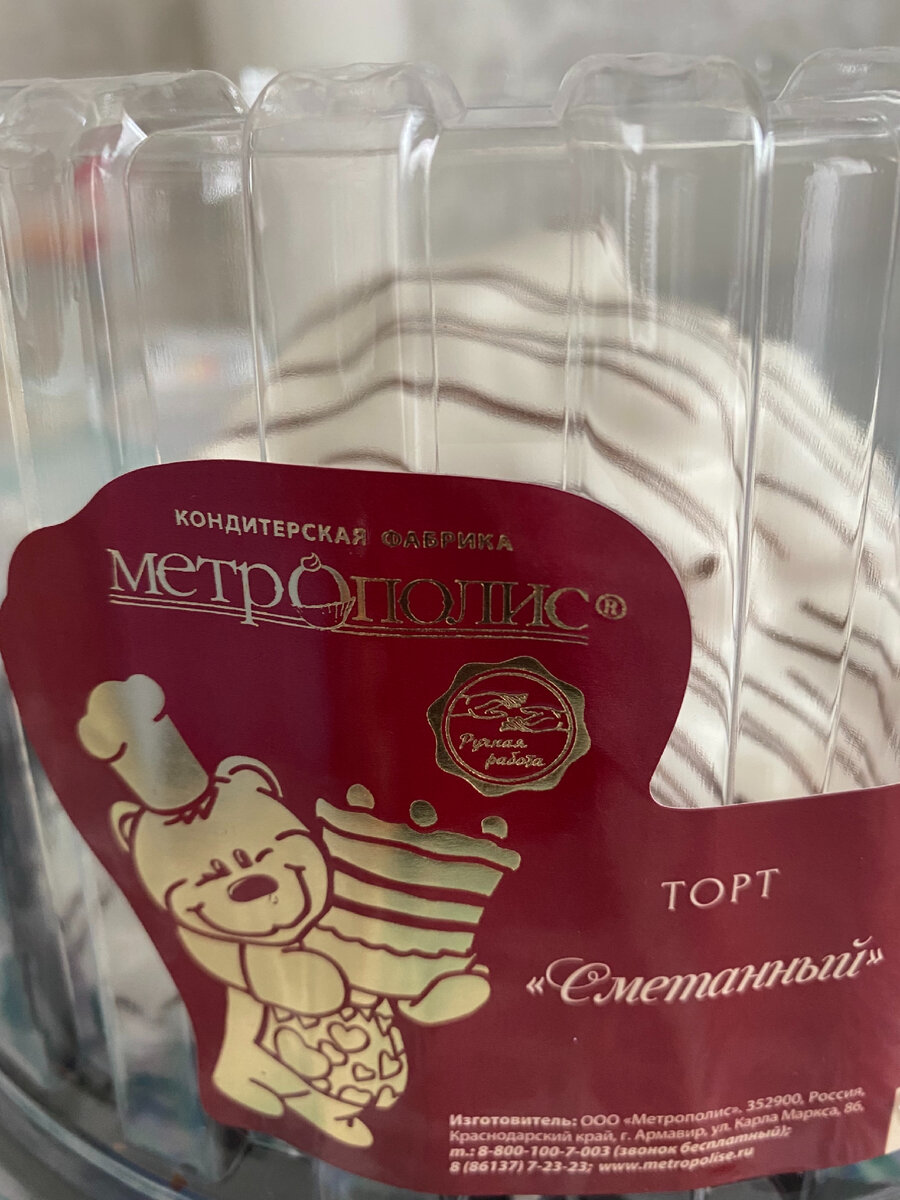 КОНДИТЕРСКАЯ ФАБРИКА
МЕТРОПОЛИС®
Ручная
работа
ТОРТ
«Сметанный»
Изготовитель: ООО «Метрополис», 352900, Россия,
Краснодарский край, г. Армавир, ул. Карла Маркса, 86,
т.: 8-800-100-7-003 (звонок бесплатный);
8 (86137) 7-23-23; www.metropolise.ru